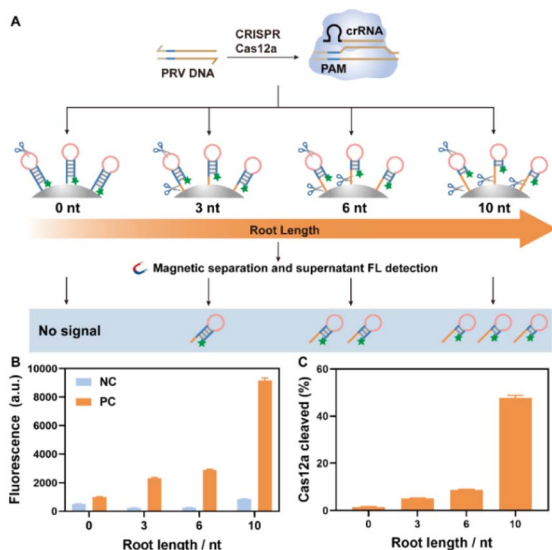 A
CRISPR
Cas12a
crRNA
PRV DNA
PAM
0 nt 3 nt 6 nt 10 nt
Root Length
Magnetic separation and supernatant FL detection
No signal
B
Fluorescence (a.u.)
10000
8000
6000
4000
2000
0
NC
PC
0 3 6 10
Root length / nt
C
Cas12a cleaved (%)
60
40
20
0
0 3 6 10
Root length / nt